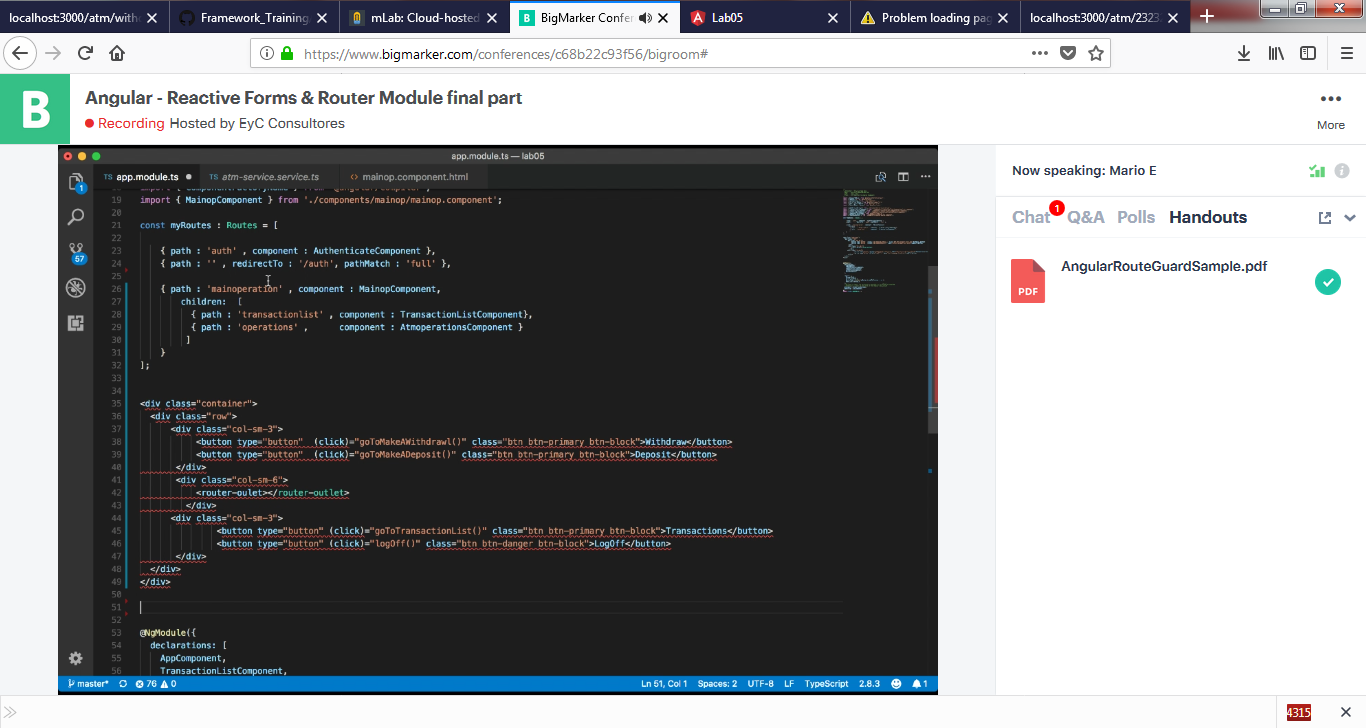 localhost:3000/atm/withd
Framework_Training
mLab: Cloud-hosted
BigMarker Confer
Lab05
Problem loading pag
localhost:3000/atm/2323
https://www.bigmarker.com/conferences/c68b22c93f56/bigroom#
B
Angular - Reactive Forms & Router Module final part
Recording Hosted by EyC Consultores
More
app.module.ts — lab05
TS app.module.ts
TS atm-service.service.ts
<> mainop.component.html
1
57
19 import { MainopComponent } from './components/mainop/mainop.component';
20
21 const myRoutes : Routes = [
22
23 { path : 'auth' , component : AuthenticateComponent },
24 { path : '' , redirectTo : '/auth', pathMatch : 'full' },
25
26 { path : 'mainoperation' , component : MainopComponent,
27 children: [
28 { path : 'transactionlist' , component : TransactionListComponent},
29 { path : 'operations' , component : AtmoperationsComponent }
30 ]
31 }
32 ];
33
34
35 <div class="container">
36 <div class="row">
37 <div class="col-sm-3">
38 <button type="button" (click)="goToMakeAWithdrawl()" class="btn btn-primary btn-block">Withdraw</button>
39 <button type="button" (click)="goToMakeADeposit()" class="btn btn-primary btn-block">Deposit</button>
40 </div>
41 <div class="col-sm-6">
42 <router-oulet></router-outlet>
43 </div>
44 <div class="col-sm-3">
45 <button type="button" (click)="goToTransactionList()" class="btn btn-primary btn-block">Transactions</button>
46 <button type="button" (click)="logOff()" class="btn btn-danger btn-block">LogOff</button>
47 </div>
48 </div>
49 </div>
50
51
52
53 @NgModule({
54 declarations: [
55 AppComponent,
56 TransactionListComponent,
master* 76 0
Ln 51, Col 1 Spaces: 2 UTF-8 LF TypeScript 2.8.3 1
Now speaking: Mario E
Chat 1 Q&A Polls Handouts
PDF
AngularRouteGuardSample.pdf
4315